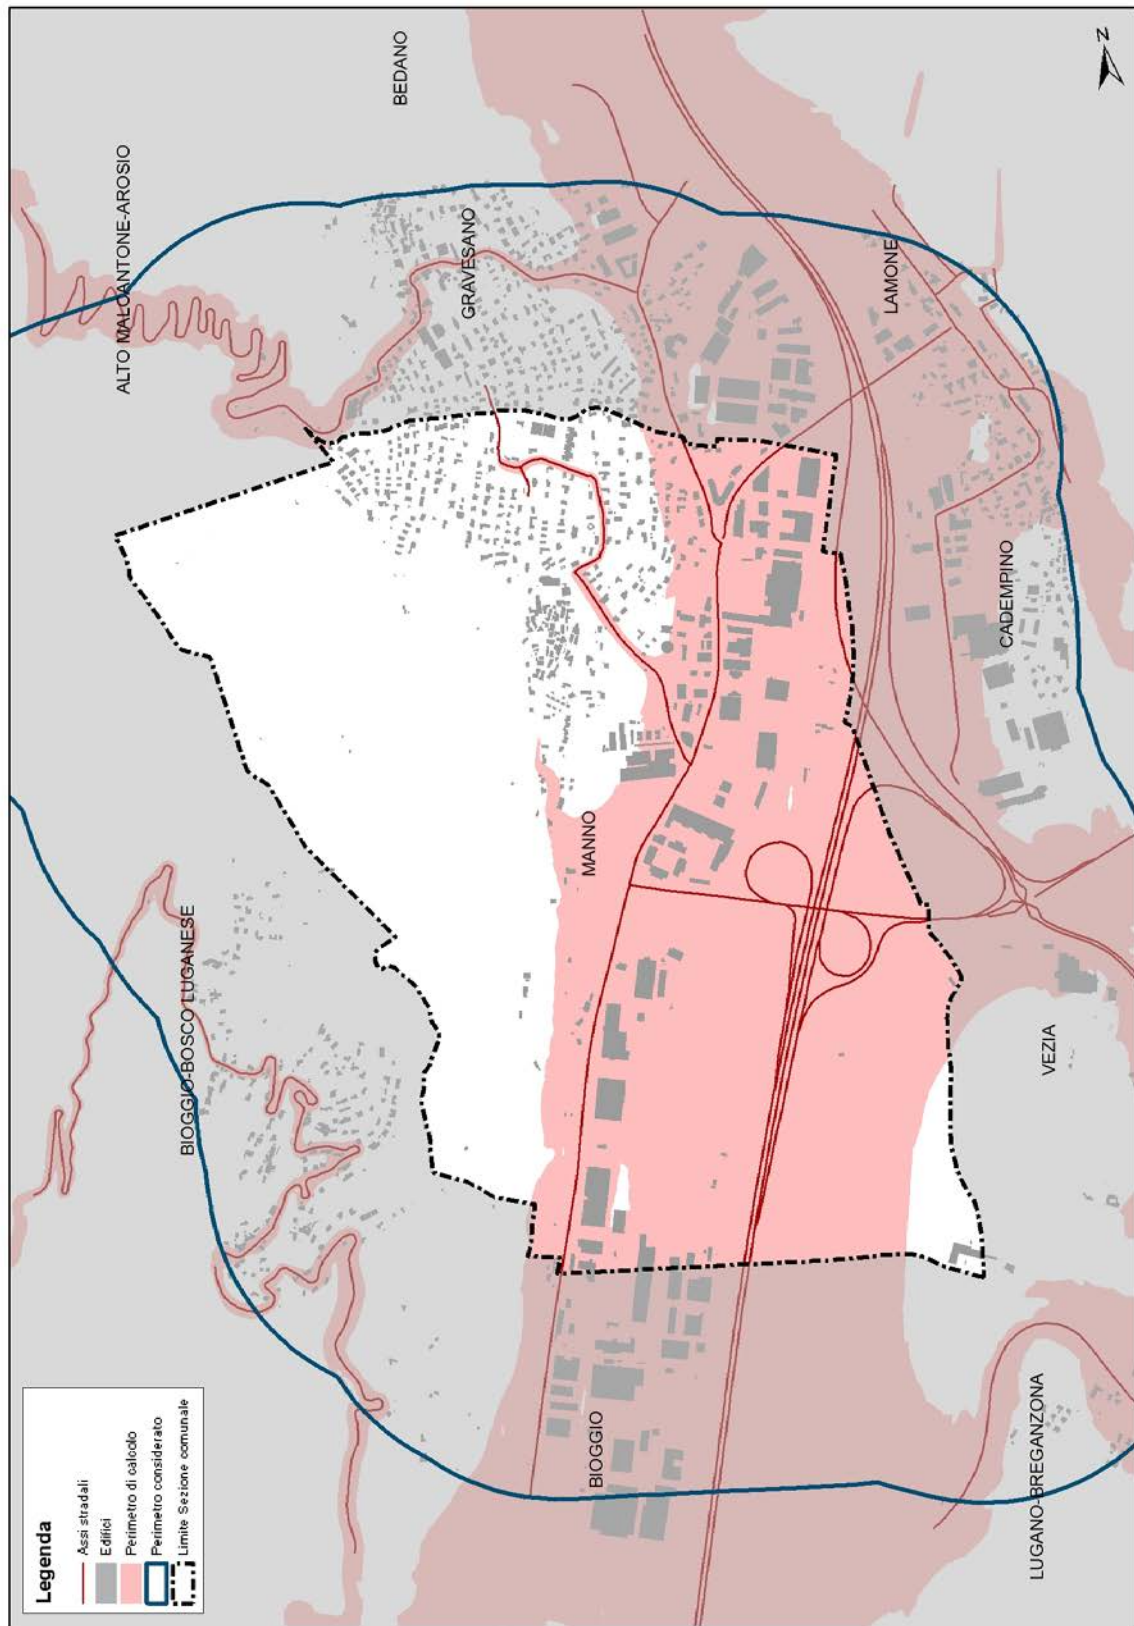 Legenda
Assi stradali
Edifici
Perimetro di calcolo
Perimetro considerato
Limite Sezione comunale
BIOGGIO-BOSCO LUGANESE
ALTO MALCANTONE-AROSIO
BEDANO
GRAVESANO
MANNO
BIOGGIO
LAMONE
CADEMPINO
VEZIA
LUGANO-BREGANZONA
N